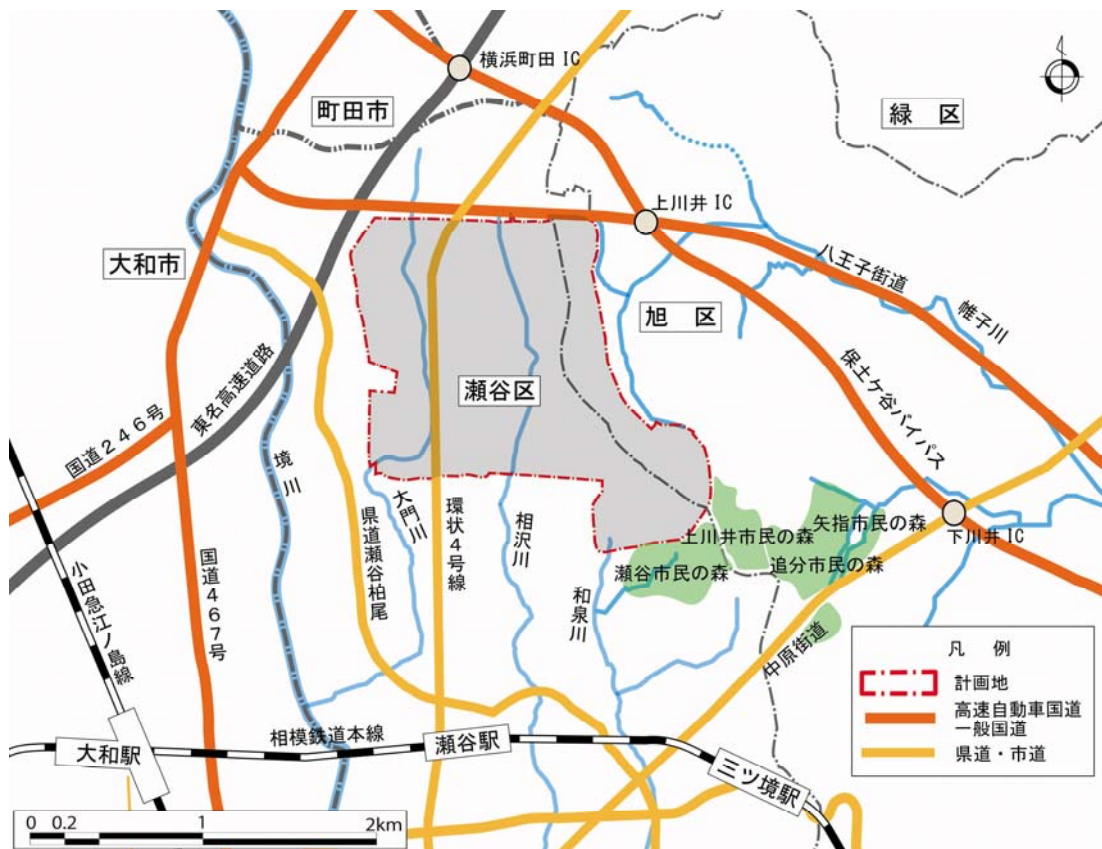 横浜町田 IC
町田市
緑 区
上川井 IC
大和市
八王子街道
帷子川
旭 区
東名高速道路
保土ケ谷バイパス
瀬谷区
国道246号
境川
大門川
県道瀬谷柏尾
環状4号線
相沢川
矢指市民の森
上川井市民の森
下川井 IC
追分市民の森
瀬谷市民の森
和泉川
小田急江ノ島線
国道467号
中原街道
凡 例
計画地
高速自動車国道
一般国道
県道・市道
相模鉄道本線
瀬谷駅
大和駅
三ツ境駅
0 0.2 1 2km